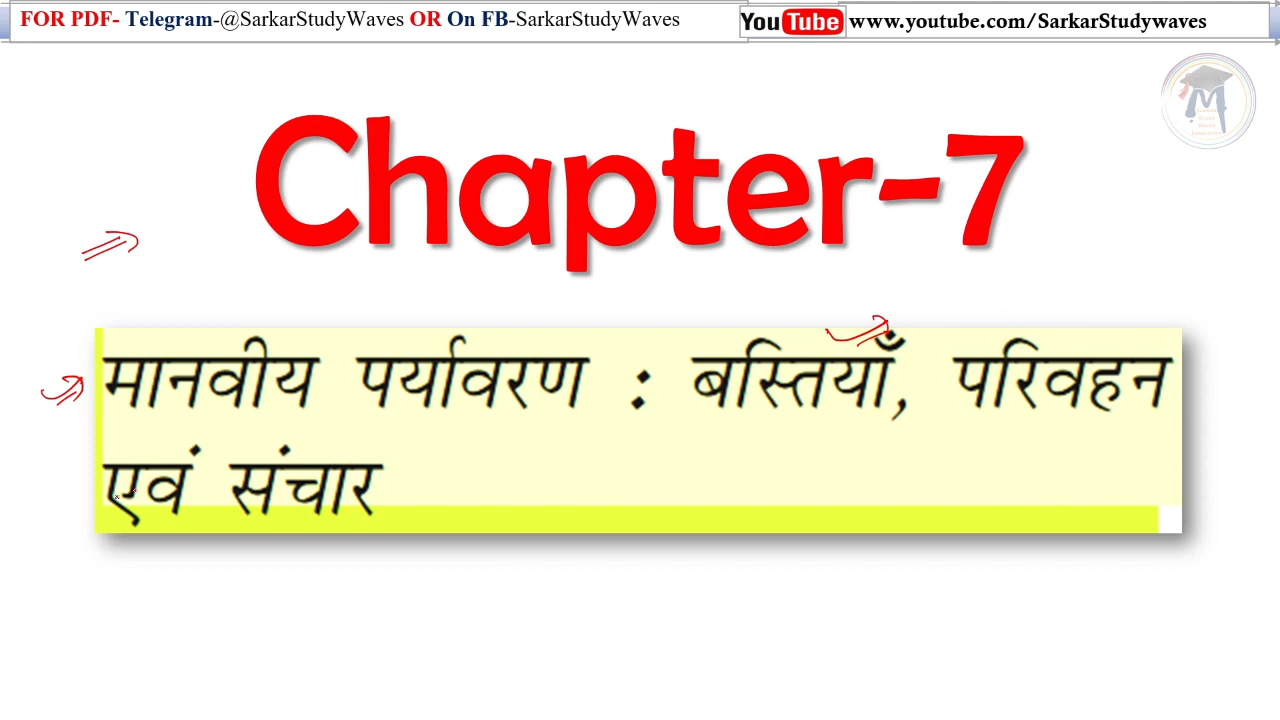 FOR PDF- Telegram-@SarkarStudyWaves OR On FB-SarkarStudyWaves
YouTube www.youtube.com/SarkarStudywaves
Chapter-7
मानवीय पर्यावरण : बस्तियाँ, परिवहन
एवं संचार